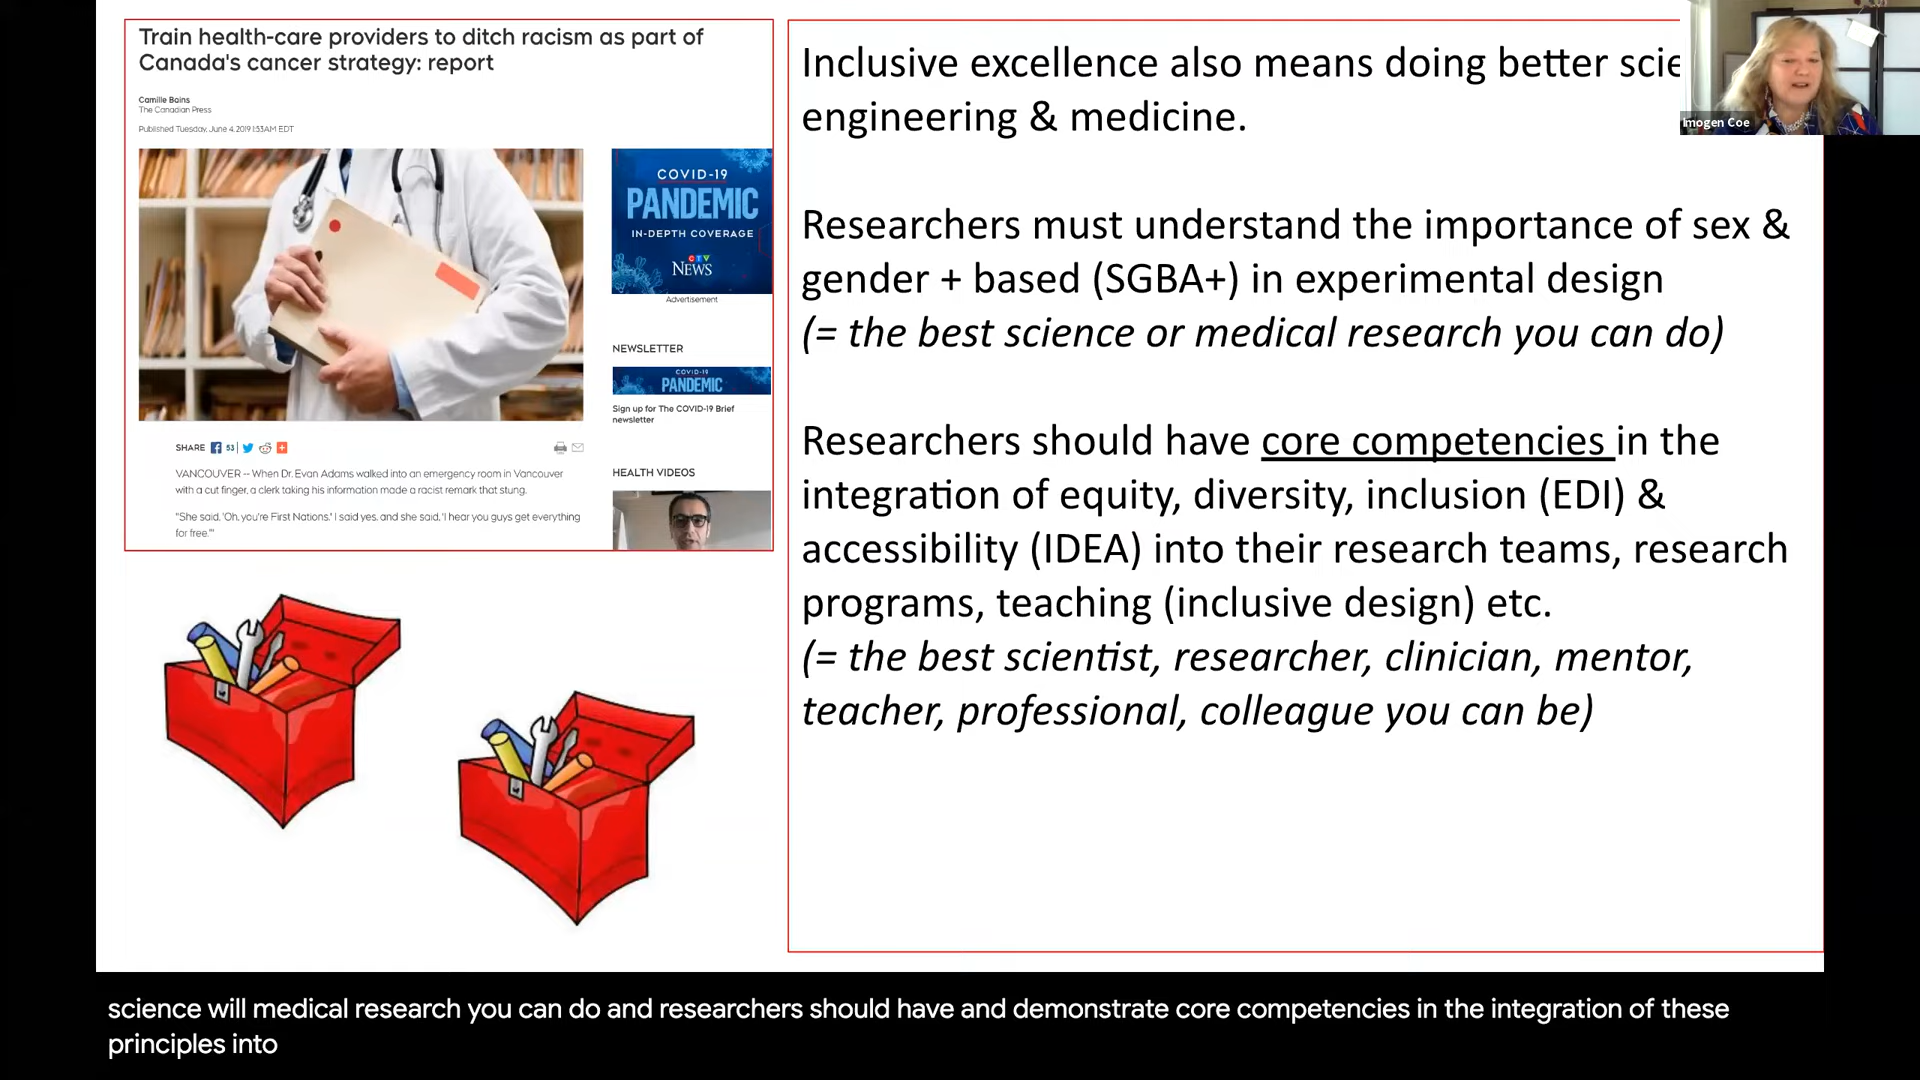 Train health-care providers to ditch racism as part of
Canada's cancer strategy: report
Camille Bains
The Canadian Press
Published Tuesday, June 4, 2019 1:53AM EDT
COVID-19
PANDEMIC
IN-DEPTH COVERAGE
CTV
NEWS
Advertisement
NEWSLETTER
COVID-19
PANDEMIC
Sign up for The COVID-19 Brief
newsletter
SHARE 53
HEALTH VIDEOS
VANCOUVER -- When Dr. Evan Adams walked into an emergency room in Vancouver
with a cut finger, a clerk taking his information made a racist remark that stung.
"She said, 'Oh, you're First Nations.' I said yes, and she said, 'I hear you guys get everything
for free.'"
Inclusive excellence also means doing better scie
engineering & medicine.
Researchers must understand the importance of sex &
gender + based (SGBA+) in experimental design
(= the best science or medical research you can do)
Researchers should have core competencies in the
integration of equity, diversity, inclusion (EDI) &
accessibility (IDEA) into their research teams, research
programs, teaching (inclusive design) etc.
(= the best scientist, researcher, clinician, mentor,
teacher, professional, colleague you can be)
Imogen Coe
science will medical research you can do and researchers should have and demonstrate core competencies in the integration of these
principles into